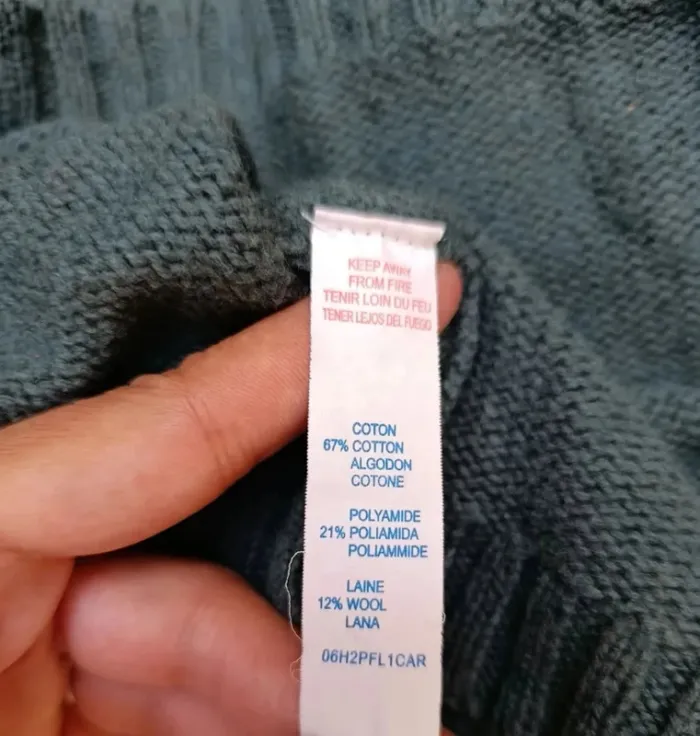 KEEP AWAY
FROM FIRE
TENIR LOIN DU FEU
TENER LEJOS DEL FUEGO
COTON
67% COTTON
ALGODON
COTONE
POLYAMIDE
21% POLIAMIDA
POLIAMMIDE
LAINE
12% WOOL
LANA
06H2PFL1CAR